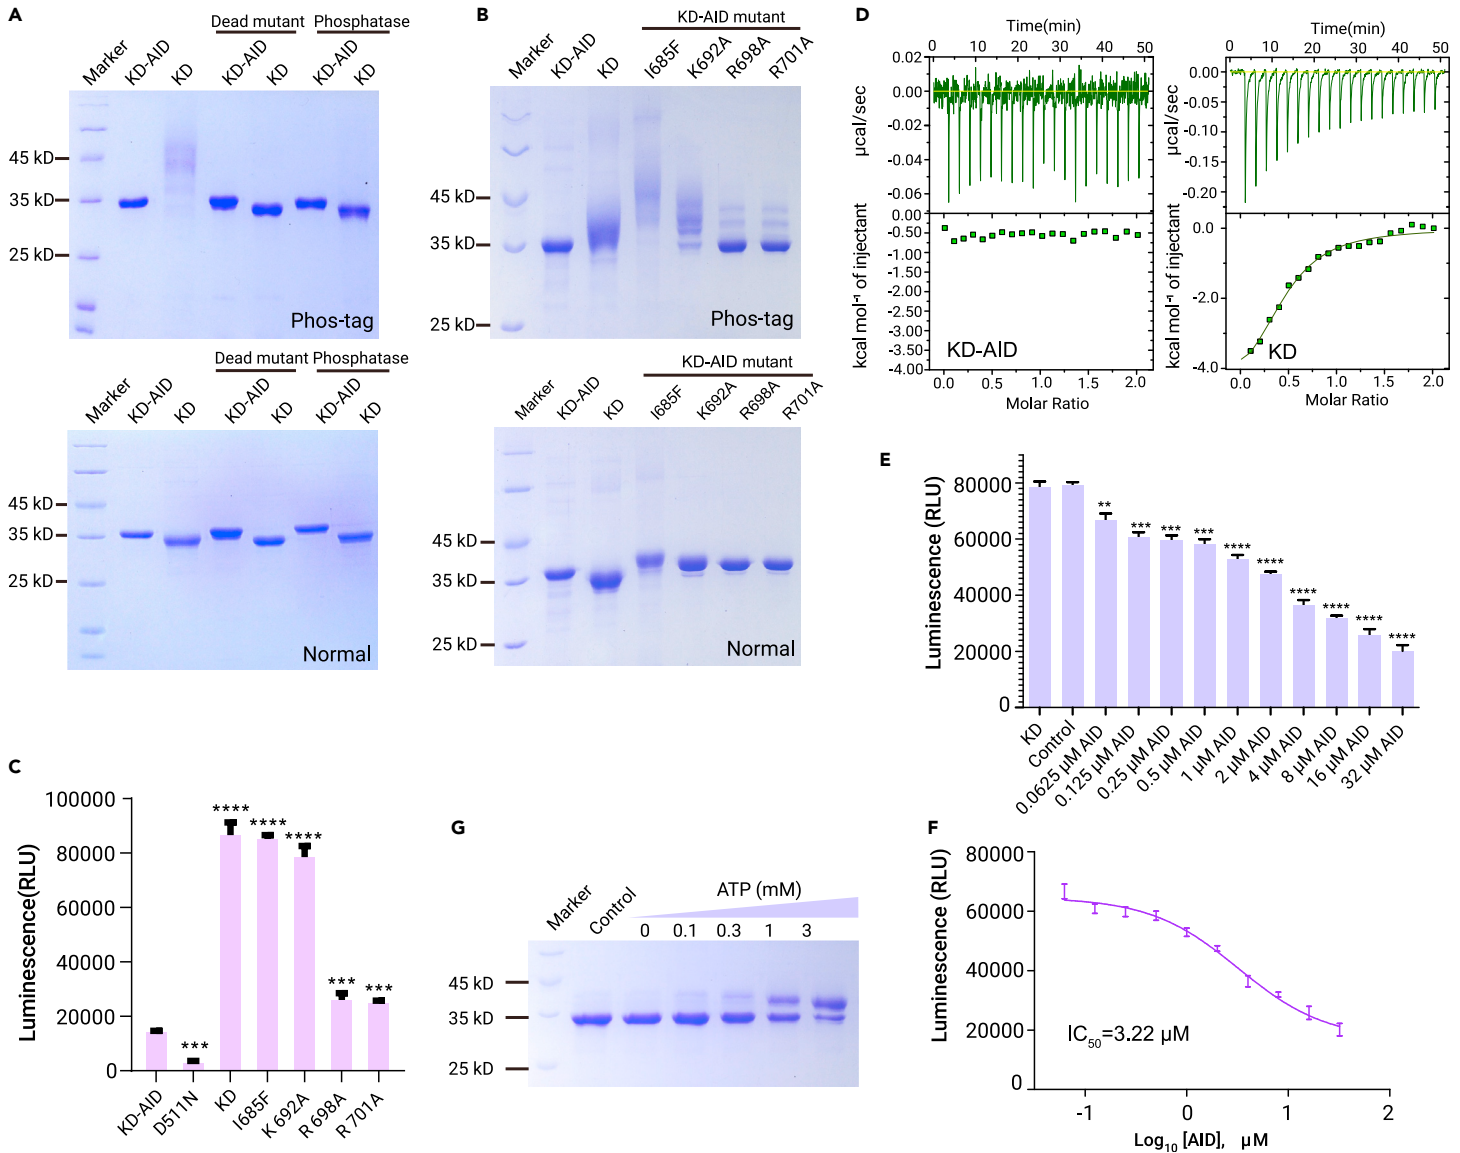 A
Dead mutant
Phosphatase
Marker
KD-AID
KD
KD-AID
KD
KD-AID
KD
45 kD
35 kD
25 kD
Phos-tag
Dead mutant Phosphatase
Marker
KD-AID
KD
KD-AID
KD
KD-AID
KD
45 kD
35 kD
25 kD
Normal
B
KD-AID mutant
Marker
KD-AID
KD
I685F
K692A
R698A
R701A
45 kD
35 kD
25 kD
Phos-tag
KD-AID mutant
Marker
KD-AID
KD
I685F
K692A
R698A
R701A
45 kD
35 kD
25 kD
Normal
C
Luminescence(RLU)
100000
80000
60000
40000
20000
0
***
****
****
****
***
***
KD-AID
D511N
KD
I685F
K 692A
R 698A
R 701A
D
Time(min)
0 10 20 30 40 50
µcal/sec
0.02
0.00
-0.02
-0.04
-0.06
kcal mol⁻¹ of injectant
0.00
-0.50
-1.00
-1.50
-2.00
-2.50
-3.00
-3.50
-4.00
KD-AID
0.0 0.5 1.0 1.5 2.0
Molar Ratio
Time(min)
0 10 20 30 40 50
µcal/sec
0.00
-0.05
-0.10
-0.15
-0.20
kcal mol⁻¹ of injectant
0.0
-2.0
-4.0
KD
0.0 0.5 1.0 1.5 2.0
Molar Ratio
E
Luminescence (RLU)
80000
60000
40000
20000
0
**
***
***
***
****
****
****
****
****
****
KD
Control
0.0625 µM AID
0.125 µM AID
0.25 µM AID
0.5 µM AID
1 µM AID
2 µM AID
4 µM AID
8 µM AID
16 µM AID
32 µM AID
F
Luminescence (RLU)
80000
60000
40000
20000
0
IC₅₀=3.22 µM
-1 0 1 2
Log₁₀ [AID], µM
G
ATP (mM)
Marker
Control
0 0.1 0.3 1 3
45 kD
35 kD
25 kD